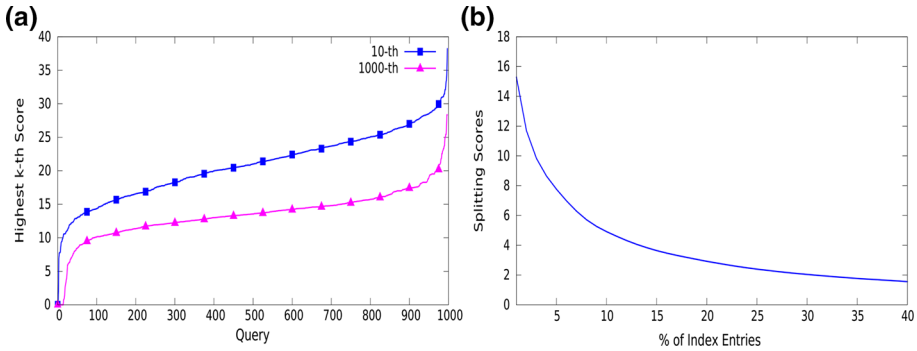 (a)
Highest k-th Score
40
35
30
25
20
15
10
5
0
10-th
1000-th
0 100 200 300 400 500 600 700 800 900 1000
Query
(b)
Splitting Scores
18
16
14
12
10
8
6
4
2
0
5 10 15 20 25 30 35 40
% of Index Entries